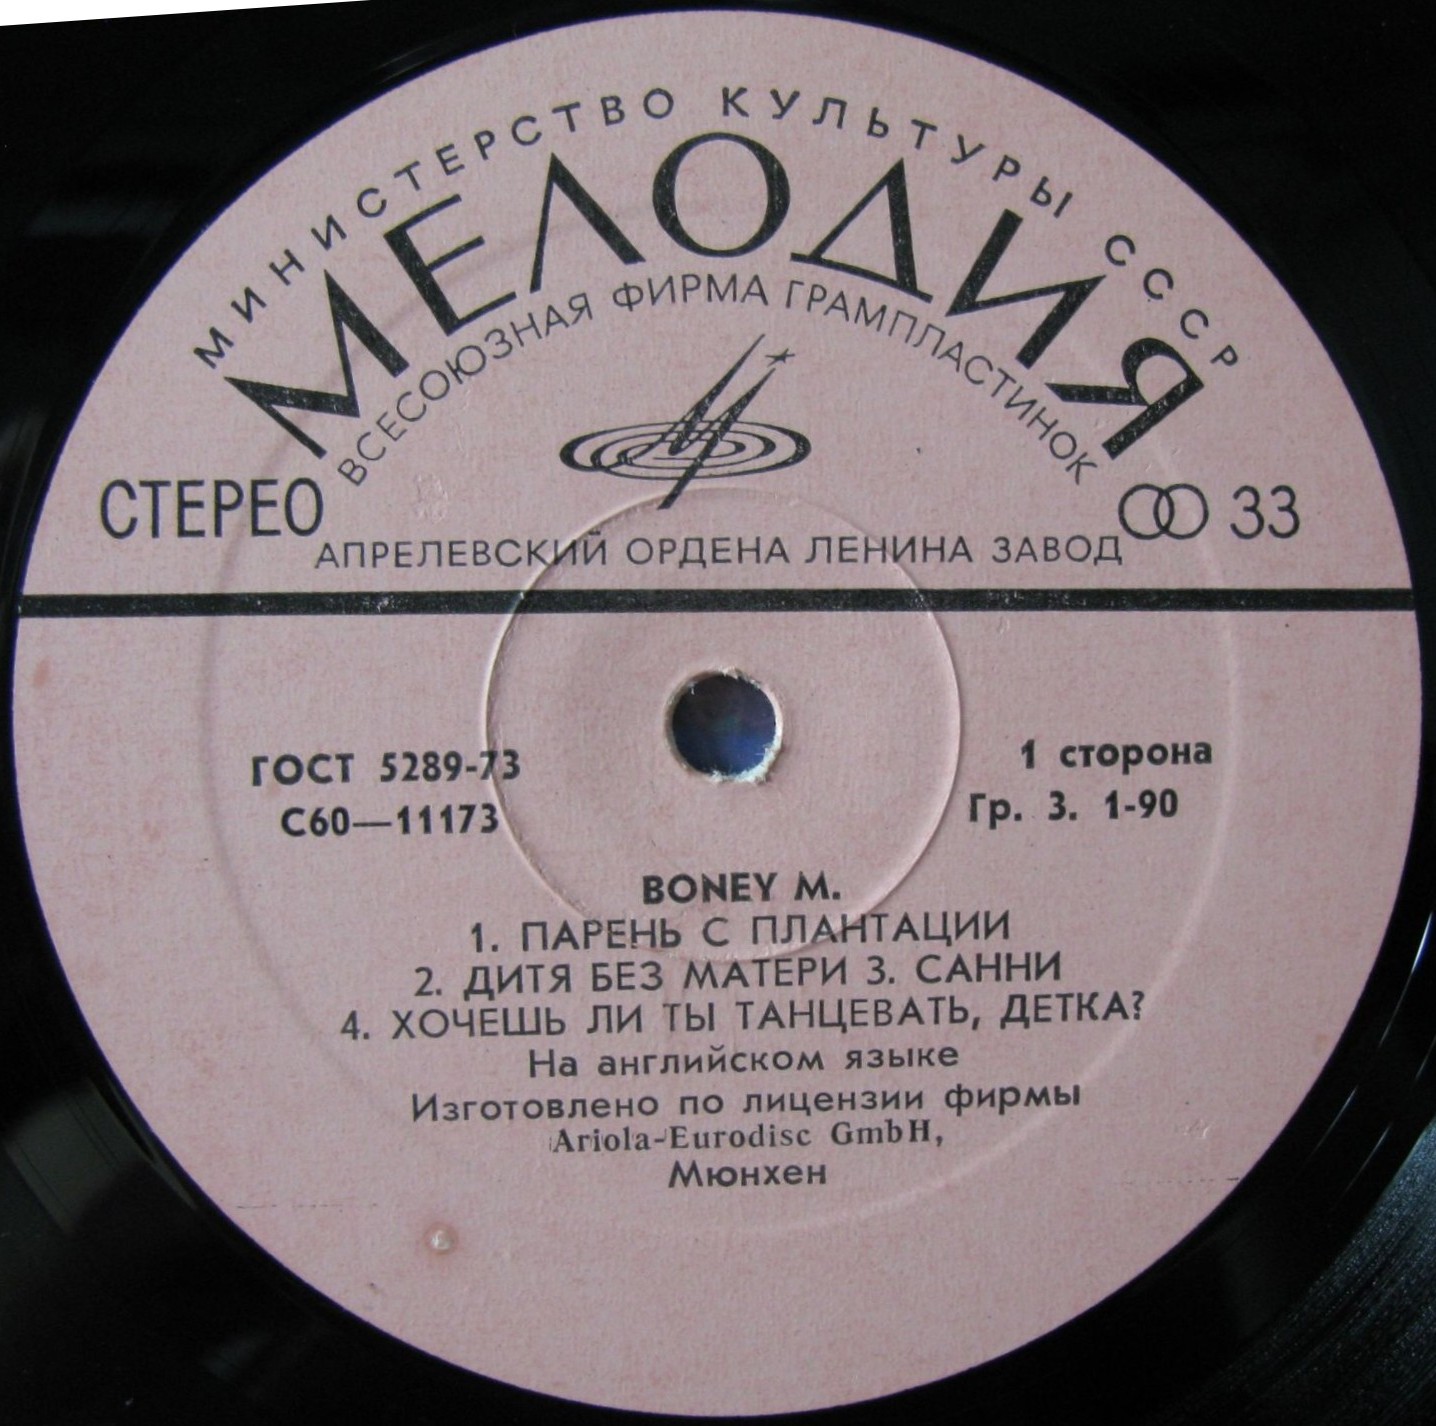 МИНИСТЕРСТВО КУЛЬТУРЫ СССР
МЕЛОДИЯ
ВСЕСОЮЗНАЯ ФИРМА ГРАМПЛАСТИНОК
СТЕРЕО
33
АПРЕЛЕВСКИЙ ОРДЕНА ЛЕНИНА ЗАВОД
ГОСТ 5289-73
С60—11173
1 сторона
Гр. 3. 1-90
BONEY M.
1. ПАРЕНЬ С ПЛАНТАЦИИ
2. ДИТЯ БЕЗ МАТЕРИ 3. САННИ
4. ХОЧЕШЬ ЛИ ТЫ ТАНЦЕВАТЬ, ДЕТКА?
На английском языке
Изготовлено по лицензии фирмы
Ariola-Eurodisc GmbH,
Мюнхен